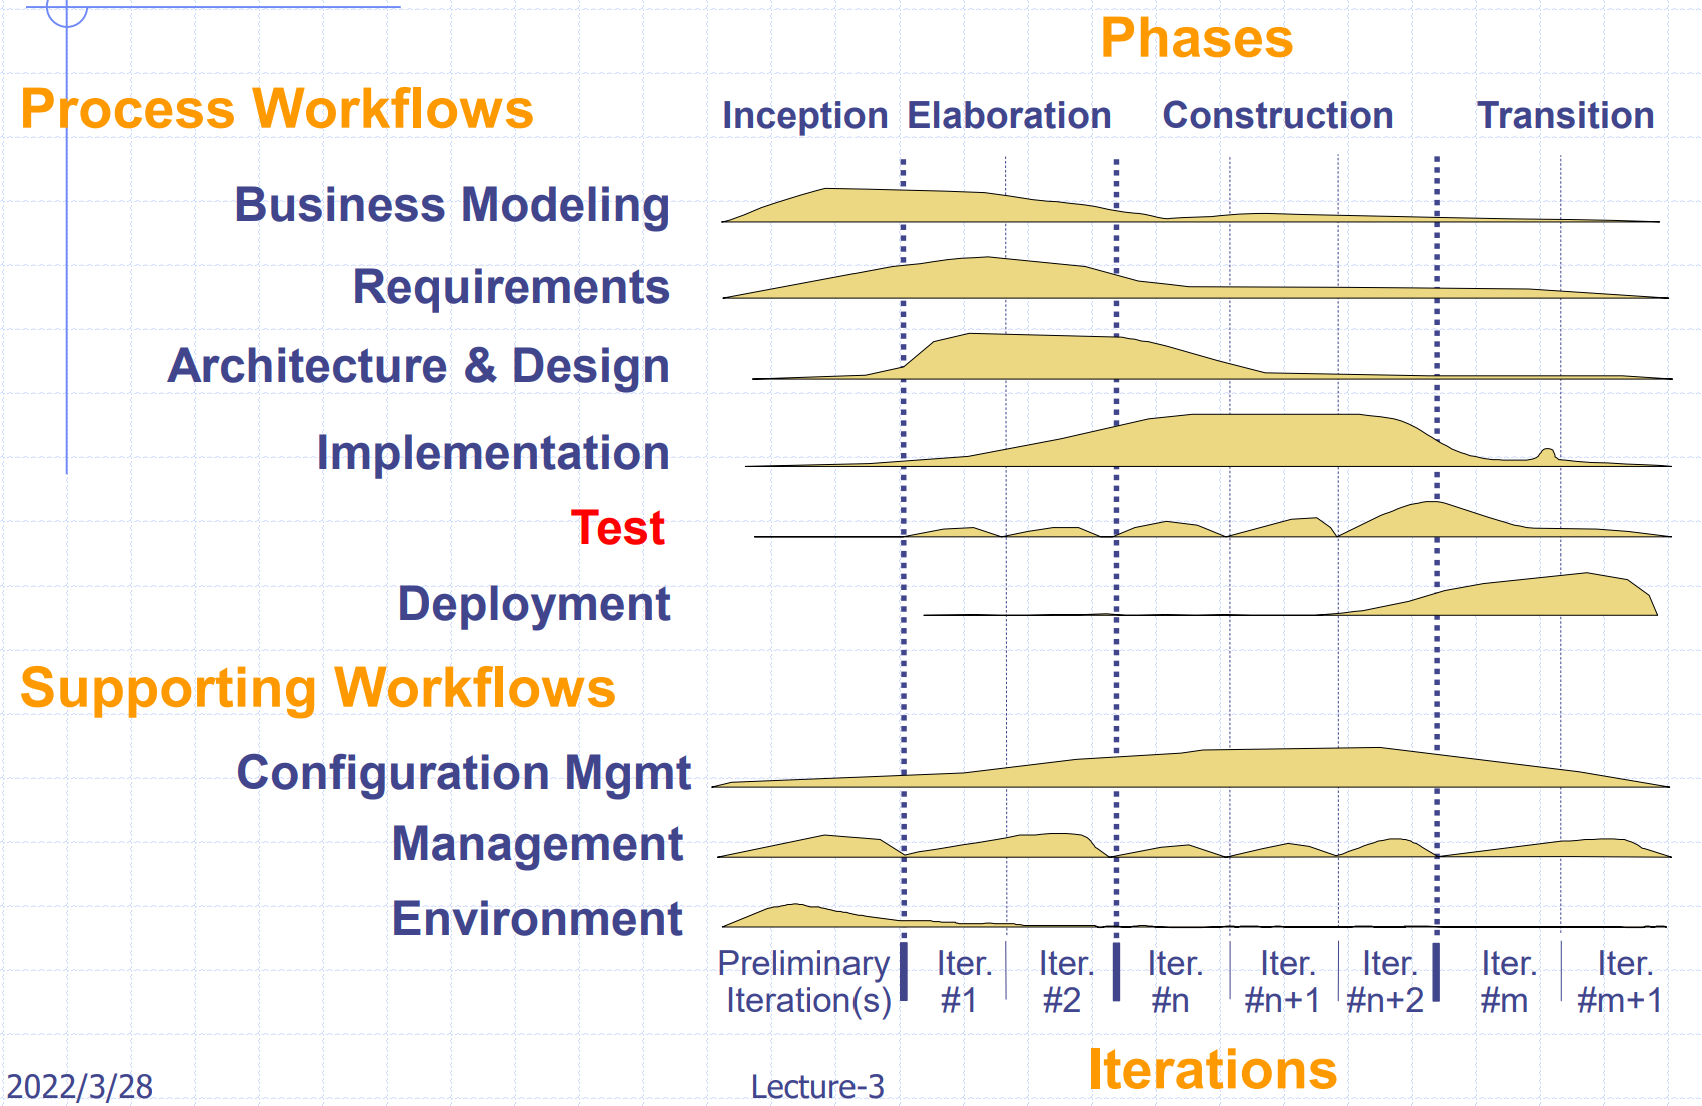 Phases
Process Workflows
Inception Elaboration Construction Transition
Business Modeling
Requirements
Architecture & Design
Implementation
Test
Deployment
Supporting Workflows
Configuration Mgmt
Management
Environment
Preliminary Iteration(s)
Iter. #1
Iter. #2
Iter. #n
Iter. #n+1
Iter. #n+2
Iter. #m
Iter. #m+1
Iterations
2022/3/28
Lecture-3